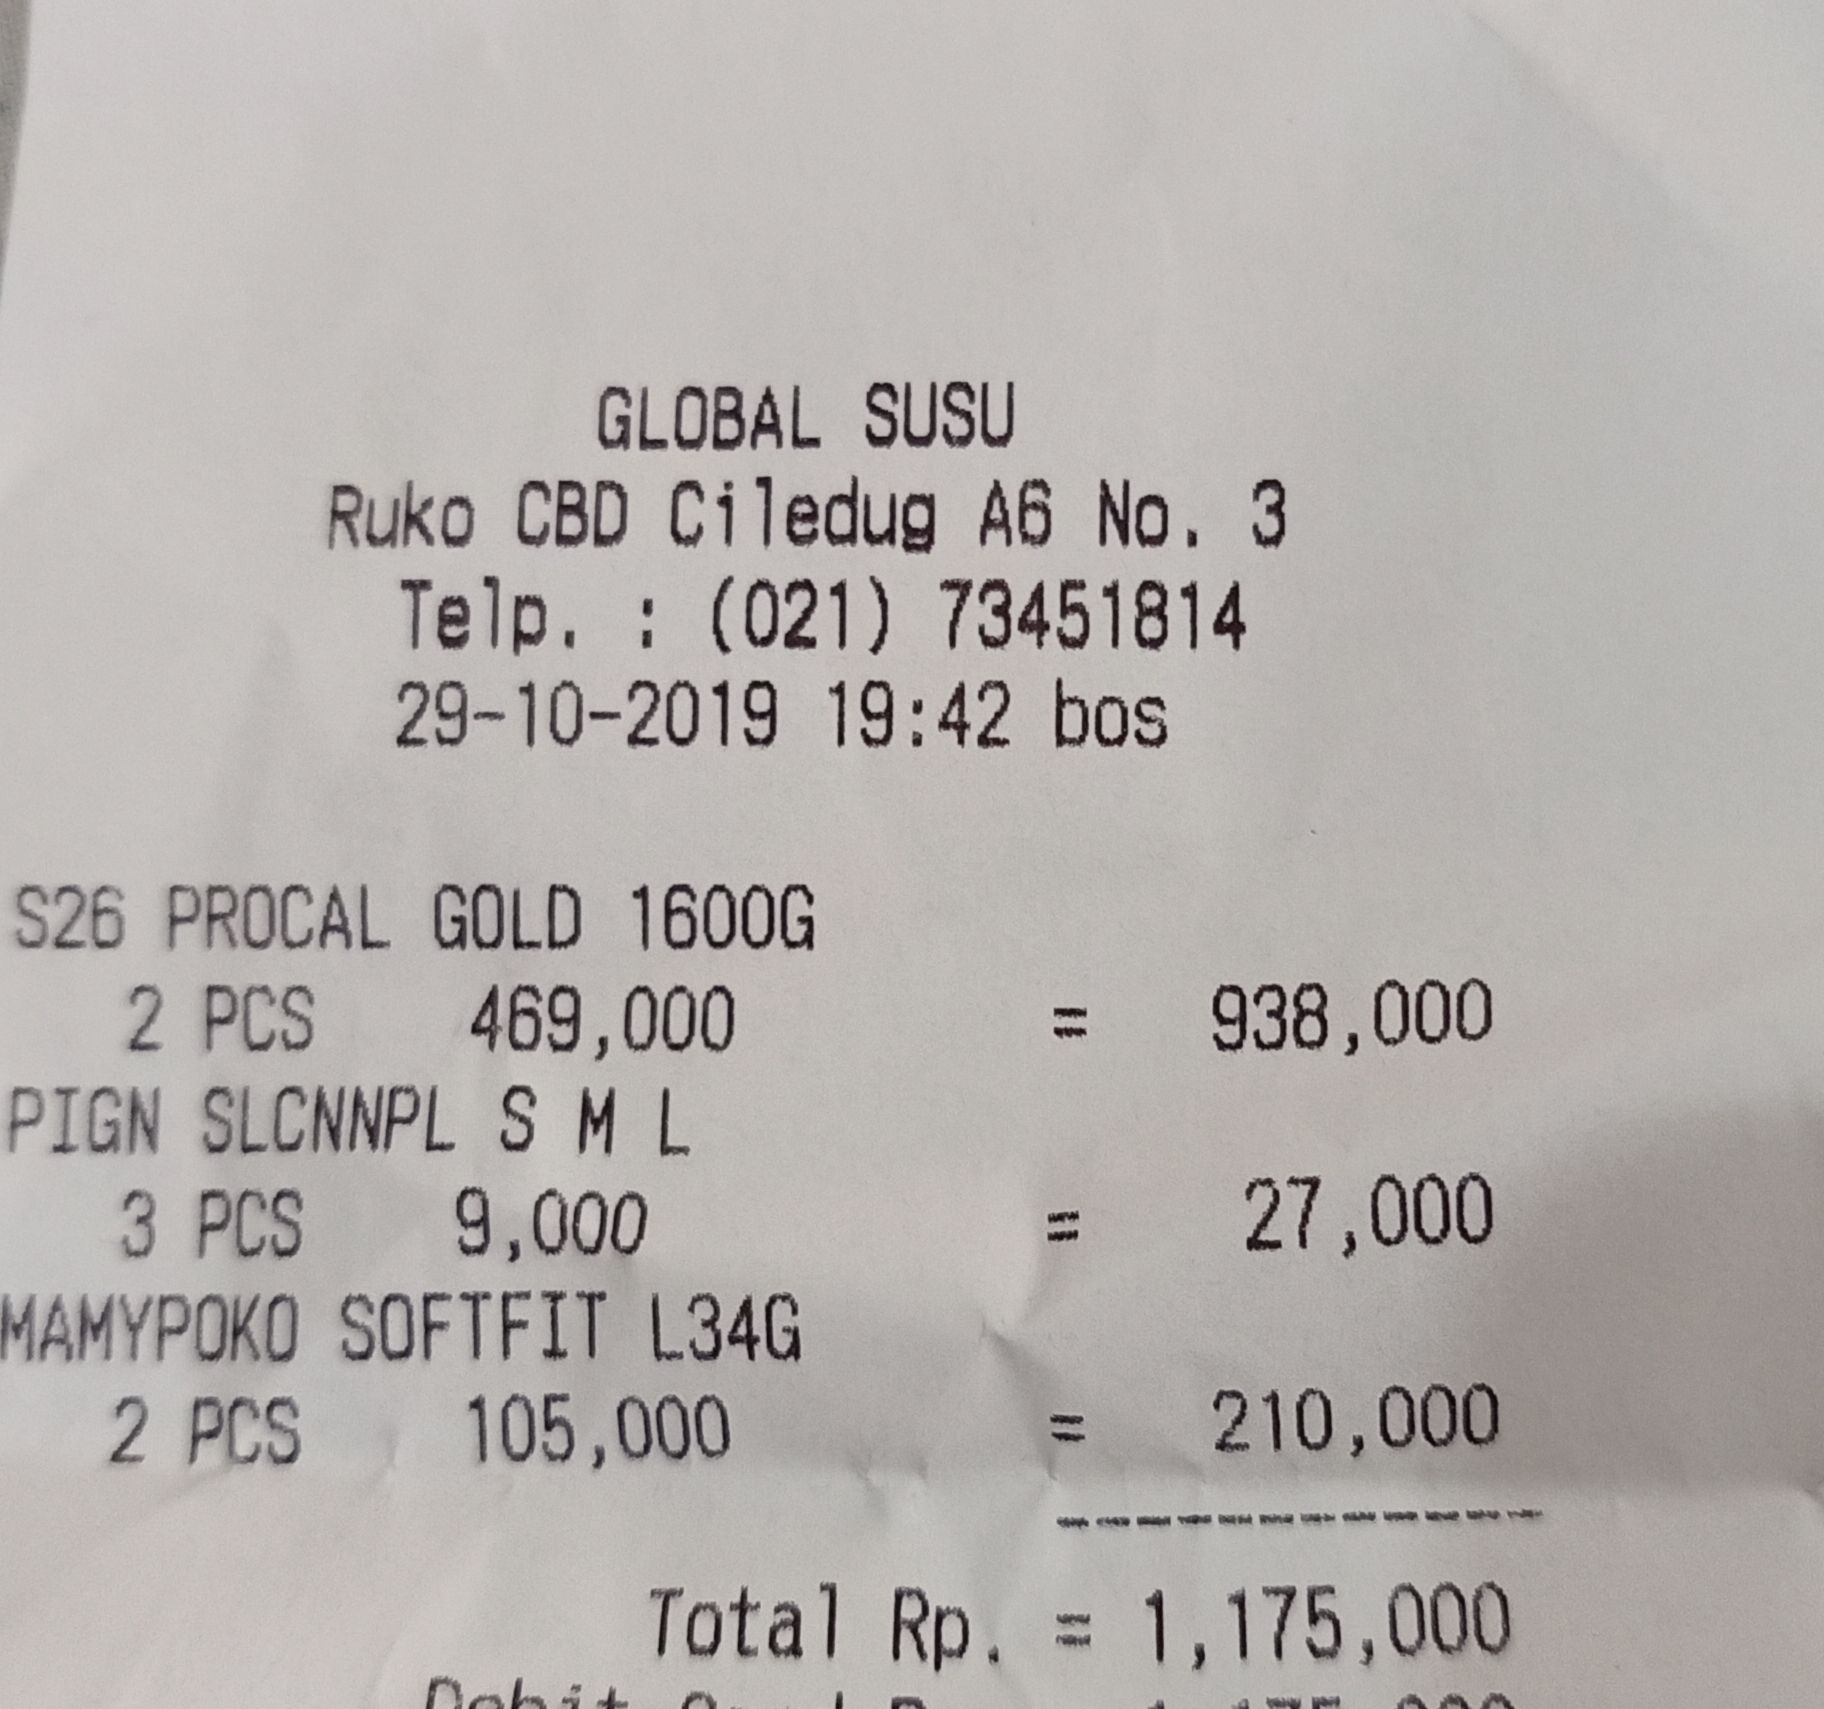 GLOBAL SUSU
Ruko CBD Ciledug A6 No. 3
Telp. : (021) 73451814
29-10-2019 19:42 bos
S26 PROCAL GOLD 1600G
2 PCS 469,000 = 938,000
PIGN SLCNNPL S M L
3 PCS 9,000 = 27,000
MAMYPOKO SOFTFIT L34G
2 PCS 105,000 = 210,000
Total Rp. = 1,175,000